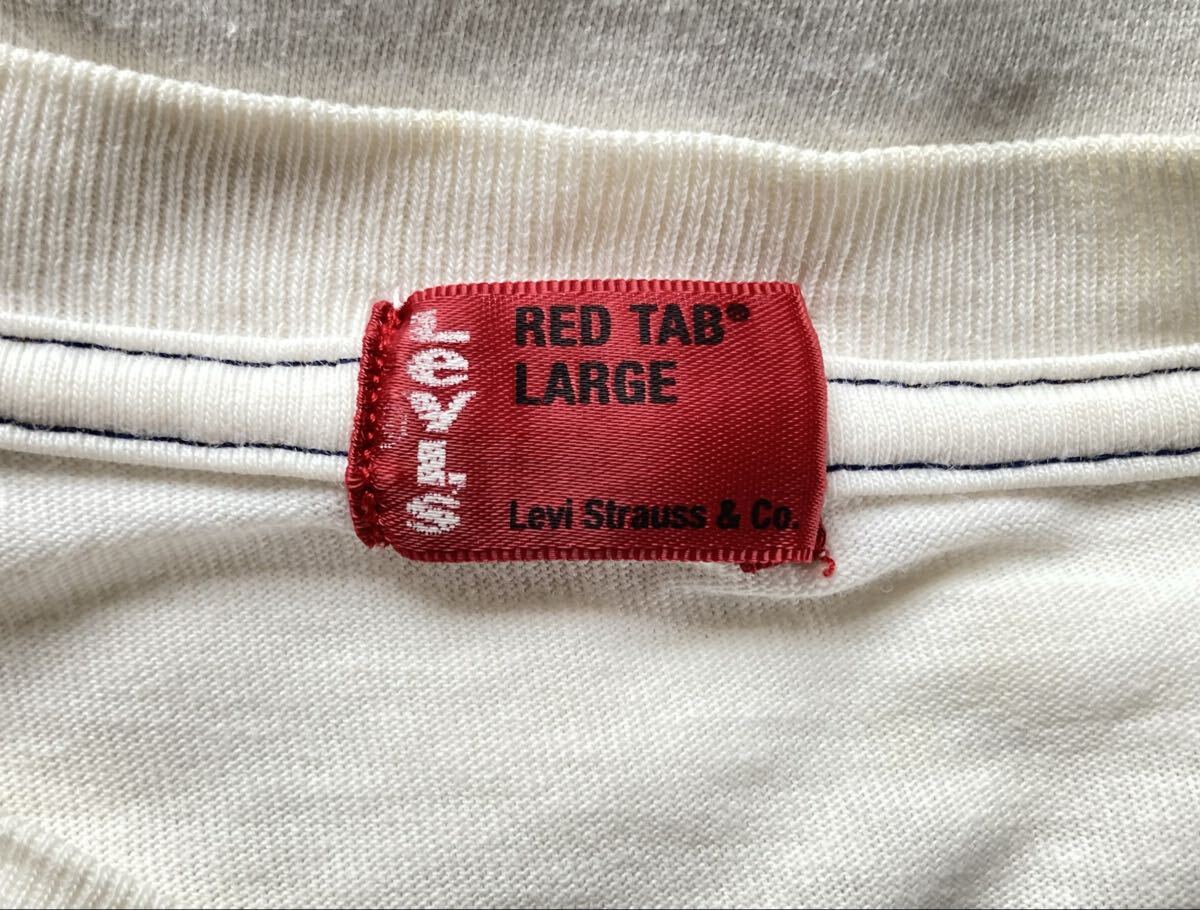 LEVI'S
RED TAB®
LARGE
Levi Strauss & Co.